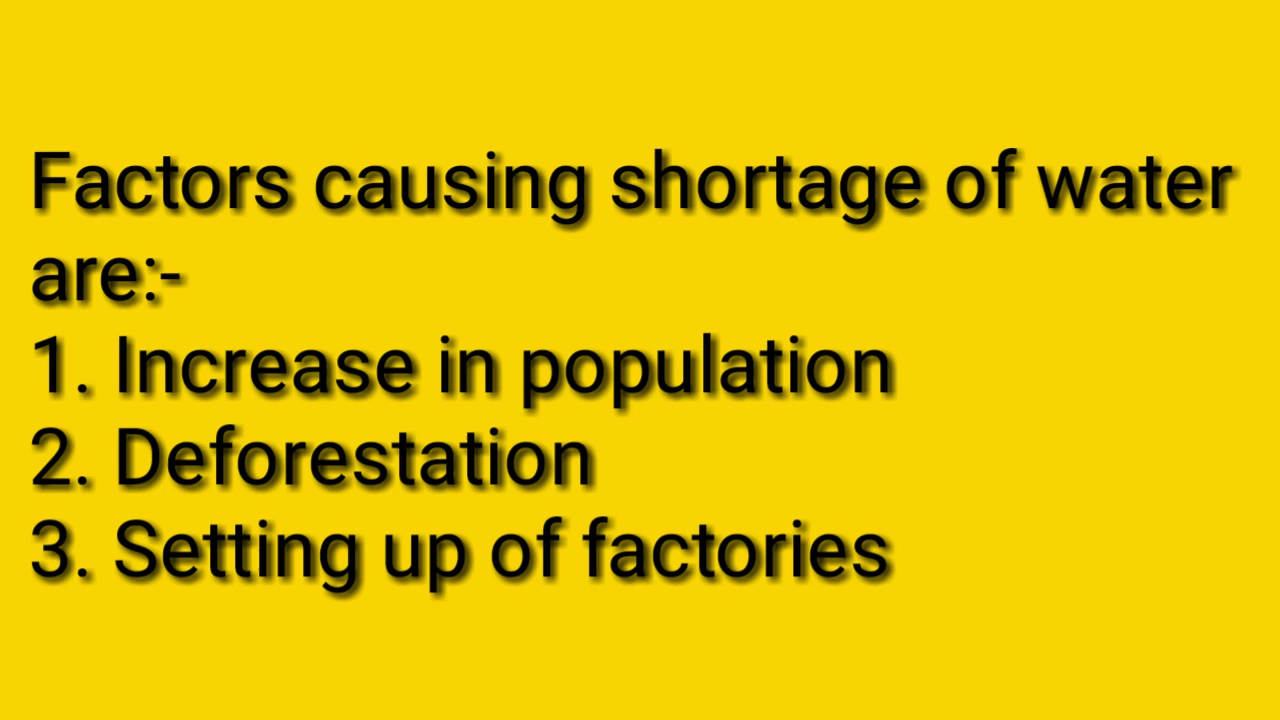 Factors causing shortage of water
are:-
1. Increase in population
2. Deforestation
3. Setting up of factories